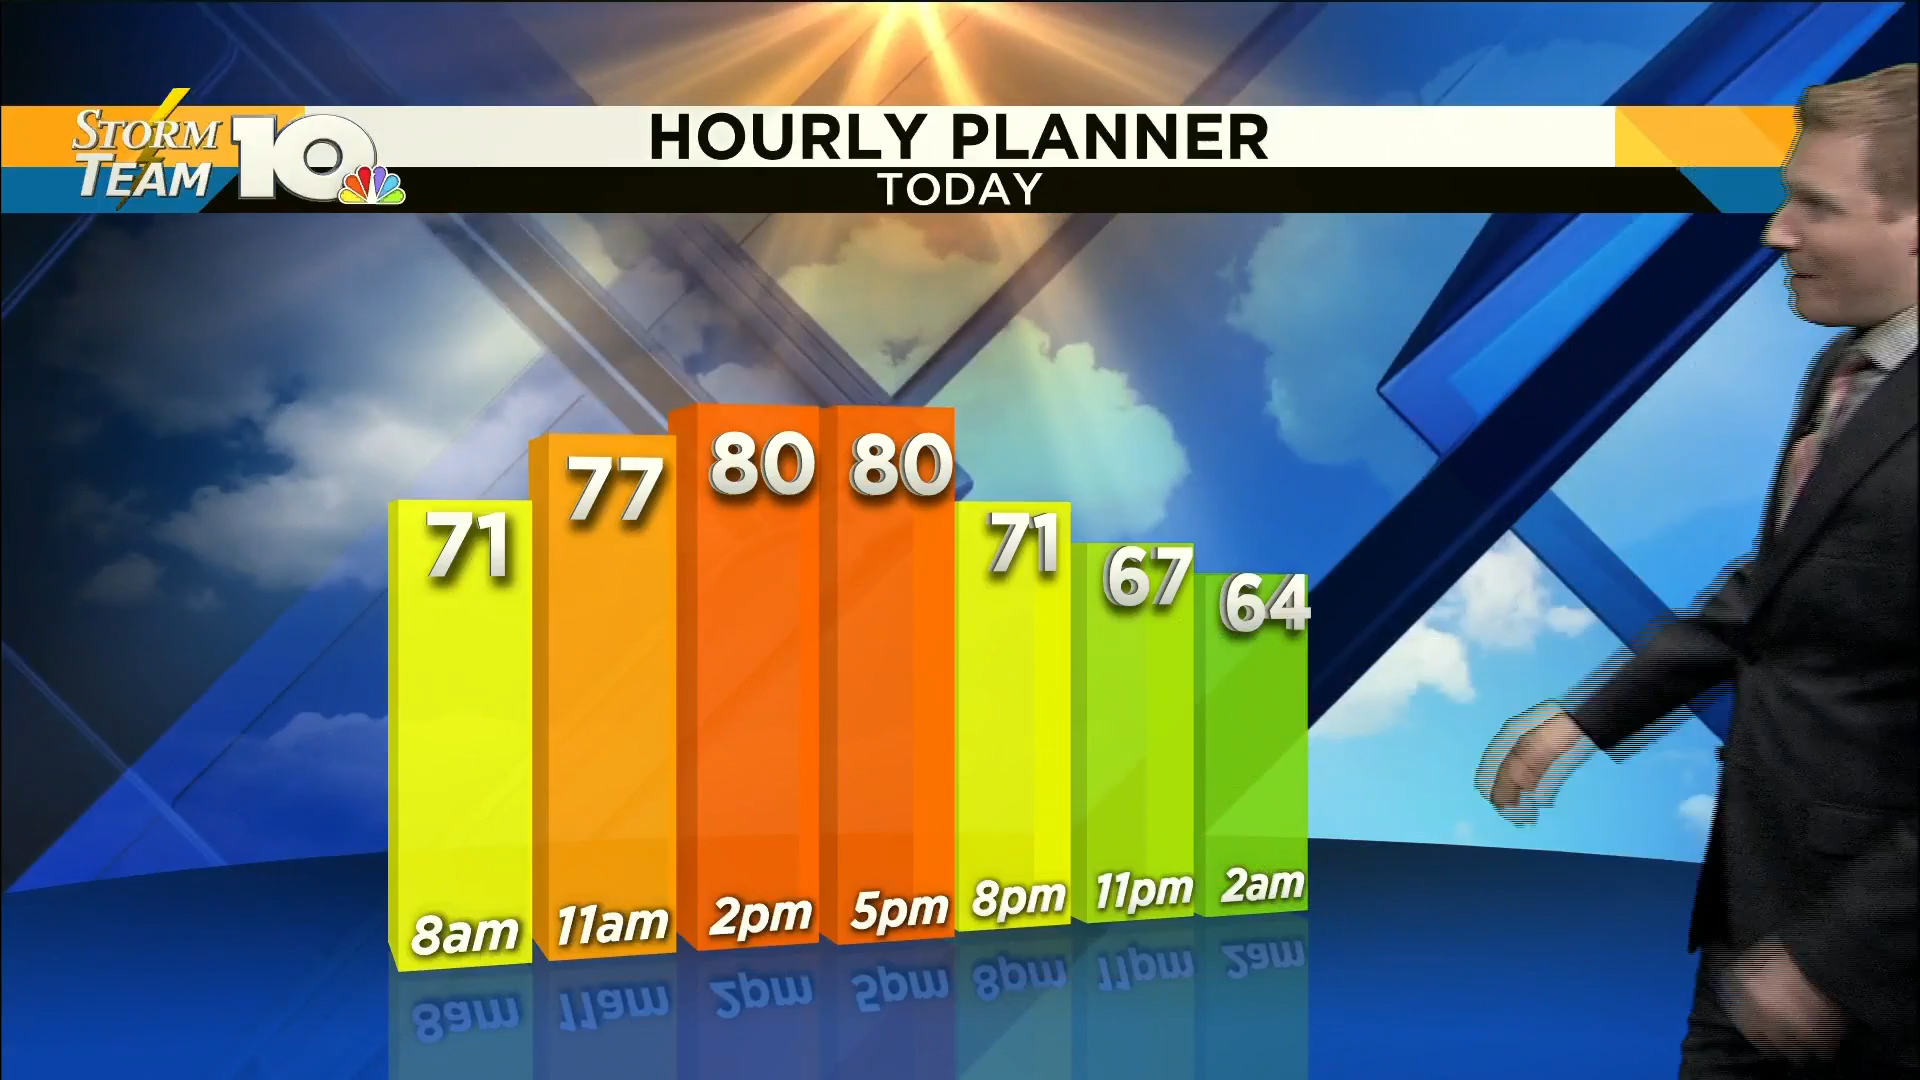 STORM
TEAM 10
HOURLY PLANNER
TODAY
71 77 80 80 71 67 64
8am 11am 2pm 5pm 8pm 11pm 2am